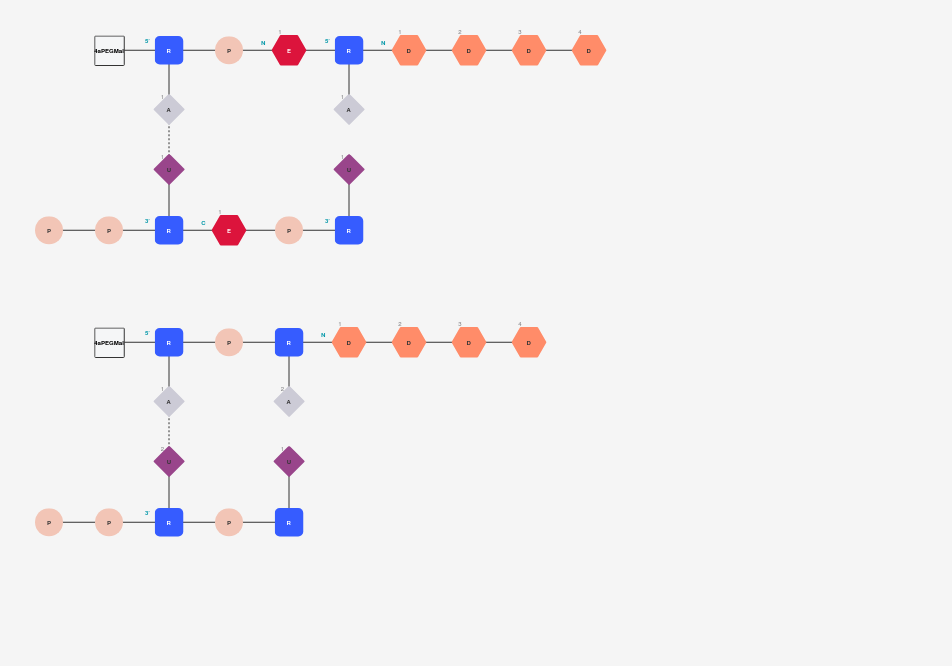 1 1 2 3 4
5' N 5' N
4aPEGMal R P E R D D D D
1 1
A A
1 1
U U
1
3' C 3'
P P R E P R
1 2 3 4
5' N
4aPEGMal R P R D D D D
1 2
A A
2 1
U U
3'
P P R P R